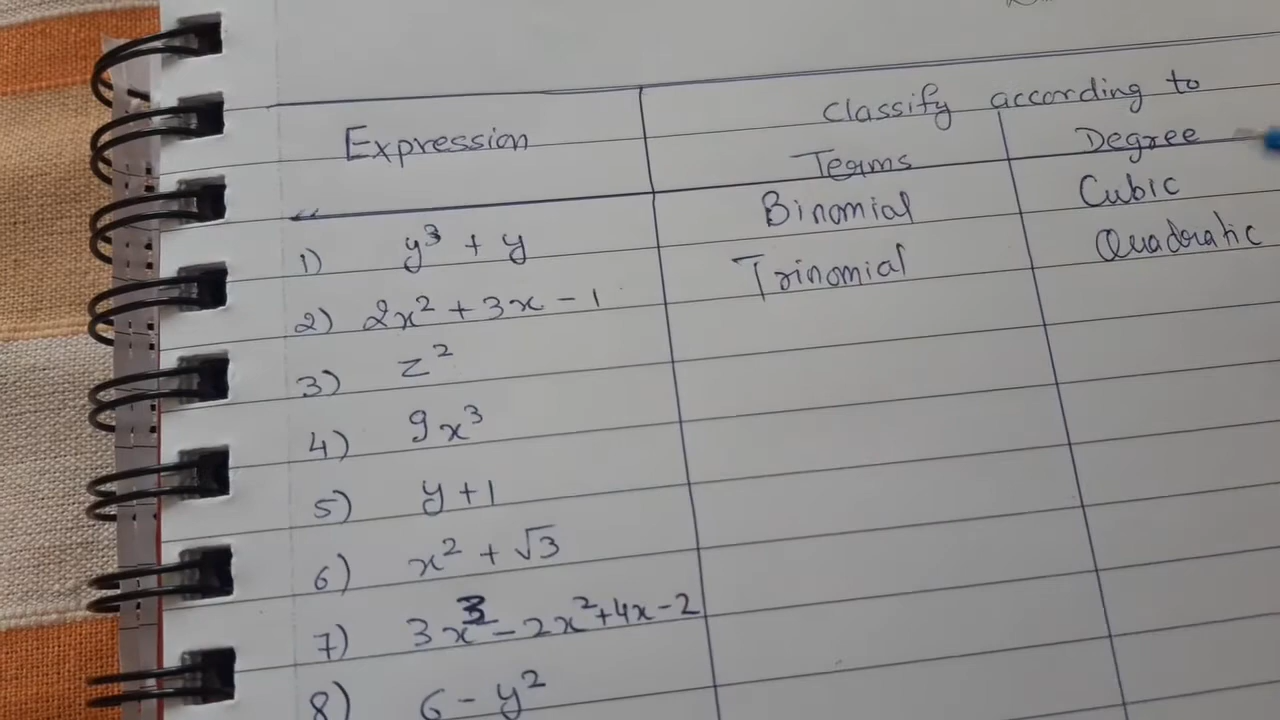 Classify according to
Expression Terms Degree
1) y³ + y Binomial Cubic
2) 2x² + 3x - 1 Trinomial Quadratic
3) z²
4) 9x³
5) y + 1
6) x² + √3
7) 3x³ - 2x² + 4x - 2
8) 6 - y²